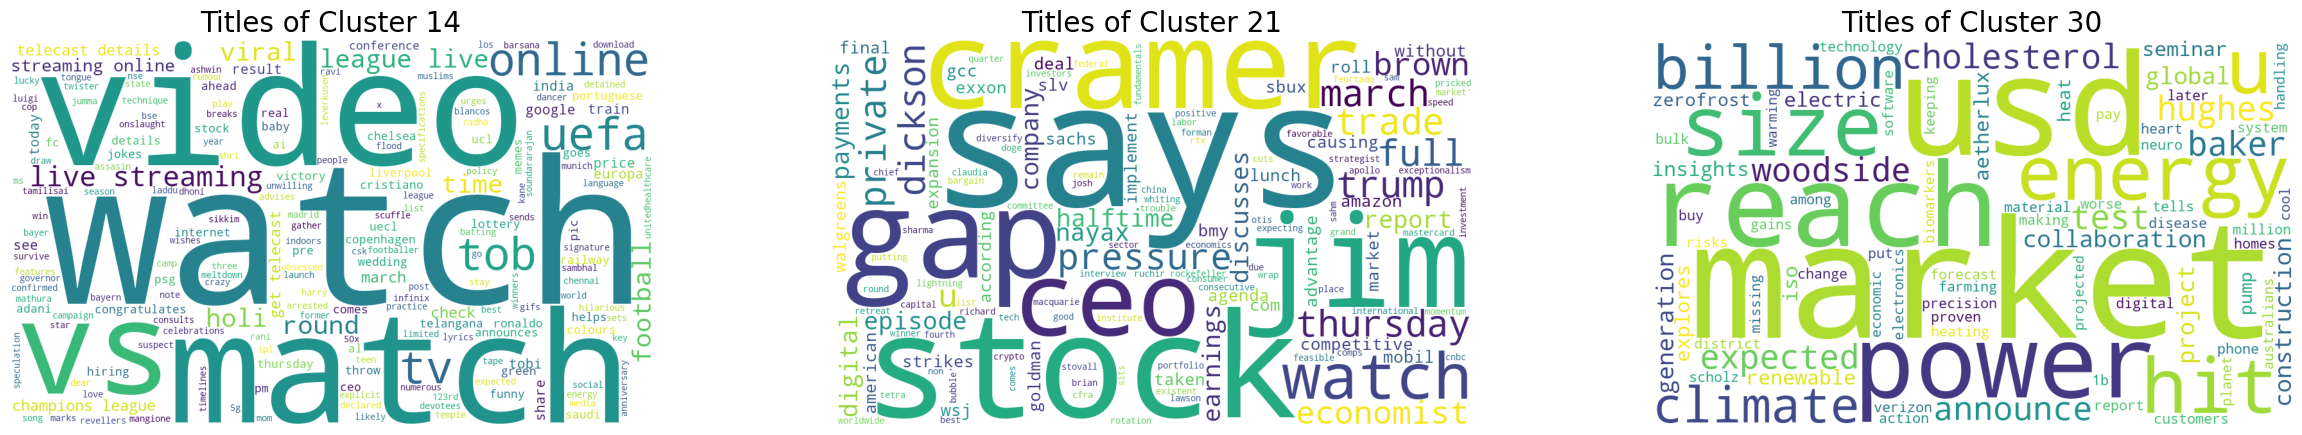 Titles of Cluster 14
telecast details
viral
conference
los
barsana
download
streaming online
league live
online
lucky
tongue
nse
ashwin
result
ravi
muslims
india
twister
state
rumour
ahead
dancer
luigi
cop
jumma
technique
play
real
x
urges
google
train
onslaught
bse
breaks
baby
leverkusen
blancos
specifications
portuguese
video
uefa
today
details
stock
chelsea
radha
fc
year
ai
flood
ucl
memes
soundararajan
draw
jokes
shri
people
goes
price
assassin
victory
liverpool
policy
europa
ms
live streaming
unwilling
cristiano
time
munich
language
tamilisai
season
laddu
dhoni
advises
list
league
kane
unitedhealthcare
win
sikkim
madrid
scuffle
lottery
sends
bayer
gather
uecl
batting
pic
see
internet
indoors
copenhagen
tob
signature
survive
wishes
pre
csk
footballer
go
railway
watch
features
camp
three
get telecast
obsessed
wedding
stay
sambhal
football
governor
meltdown
launch
march
winners
chennai
confirmed
psg
crazy
harry
post
gifs
world
mathura
bayern
note
arrested
infinix
hilarious
adani
congratulates
former
practice
best
sets
campaign
consults
holi
comes
limited
lyrics
check
ronaldo
helps
star
celebrations
round
telangana
announces
colours
vs
suspect
rani
50x
tv
tape
tobi
key
speculation
hiring
ipl
al
teen
expected
green
thursday
throw
numerous
funny
social
dear
love
timelines
pm
ceo
explicit
123rd
share
energy
anniversary
champions league
match
declared
devotees
media
song
marks
5g
temple
saudi
revellers
mangione
mom
likely
Titles of Cluster 21
final
cramer
without
quarter
deal
federal
fundamentals
roll
brown
payments
private
dickson
gcc
investors
feurtado
sam
pricked
exxon
slv
sbux
march
market
speed
company
says
positive
trade
expansion
diversify
sachs
labor
implement
favorable
causing
full
doge
forman
cuts
strategist
rtx
walgreens
chief
claudia
remain
lunch
apollo
exceptionalism
bargain
josh
china
discusses
work
trump
committee
whiting
amazon
investment
gap
halftime
trouble
otis
sahm
report
sharma
according
nayax
bmy
expecting
advantage
market
putting
sector
economics
grand
mastercard
pressure
jim
interview
ruchir
rockefeller
due
round
lightning
consumer
wrap
u
list
ceo
macquarie
consecutive
agenda
place
international
momentum
digital
capital
good
institute
com
retreat
richard
tech
earnings
thursday
episode
winner
fourth
american
stock
goldman
crypto
stovall
portfolio
competitive
strikes
comes
taken
feasible
comps
mobil
cnbc
non
bubble
brian
sits
watch
tetra
cfra
existent
wsj
lawson
economist
worldwide
best
rotation
Titles of Cluster 30
technology
cholesterol
seminar
billion
usd
u
handling
global
zerofrost
electric
software
keeping
aetherlux
heat
later
hughes
size
warming
pay
bulk
heart
system
neuro
baker
insights
woodside
energy
reach
biomarkers
material
worse
tells
buy
among
making
test
disease
cool
risks
gains
collaboration
million
homes
market
cogeneration
explores
missing
simply
change
put
forecast
iso
economic
electronics
farming
projected
project
pump
construction
precision
digital
proven
australians
heating
district
expected
power
hit
phone
planet
scholz
renewable
1b
report
climate
verizon
action
announce
customers